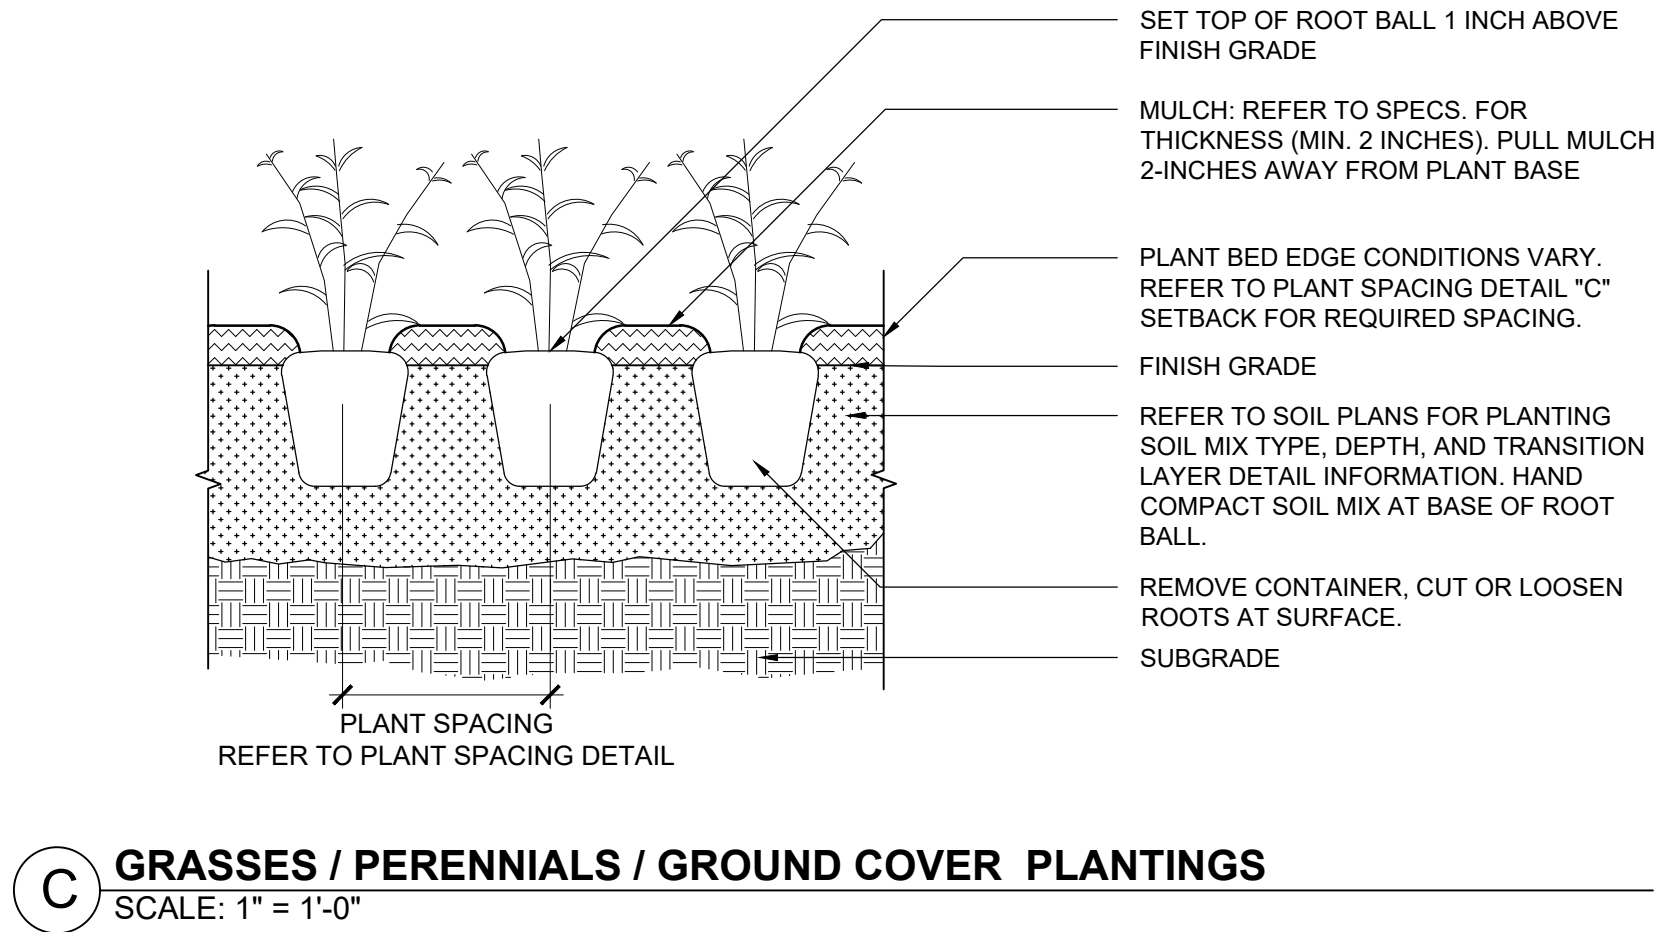 SET TOP OF ROOT BALL 1 INCH ABOVE
FINISH GRADE
MULCH: REFER TO SPECS. FOR
THICKNESS (MIN. 2 INCHES). PULL MULCH
2-INCHES AWAY FROM PLANT BASE
PLANT BED EDGE CONDITIONS VARY.
REFER TO PLANT SPACING DETAIL "C"
SETBACK FOR REQUIRED SPACING.
FINISH GRADE
REFER TO SOIL PLANS FOR PLANTING
SOIL MIX TYPE, DEPTH, AND TRANSITION
LAYER DETAIL INFORMATION. HAND
COMPACT SOIL MIX AT BASE OF ROOT
BALL.
REMOVE CONTAINER, CUT OR LOOSEN
ROOTS AT SURFACE.
SUBGRADE
PLANT SPACING
REFER TO PLANT SPACING DETAIL
C
GRASSES / PERENNIALS / GROUND COVER PLANTINGS
SCALE: 1" = 1'-0"